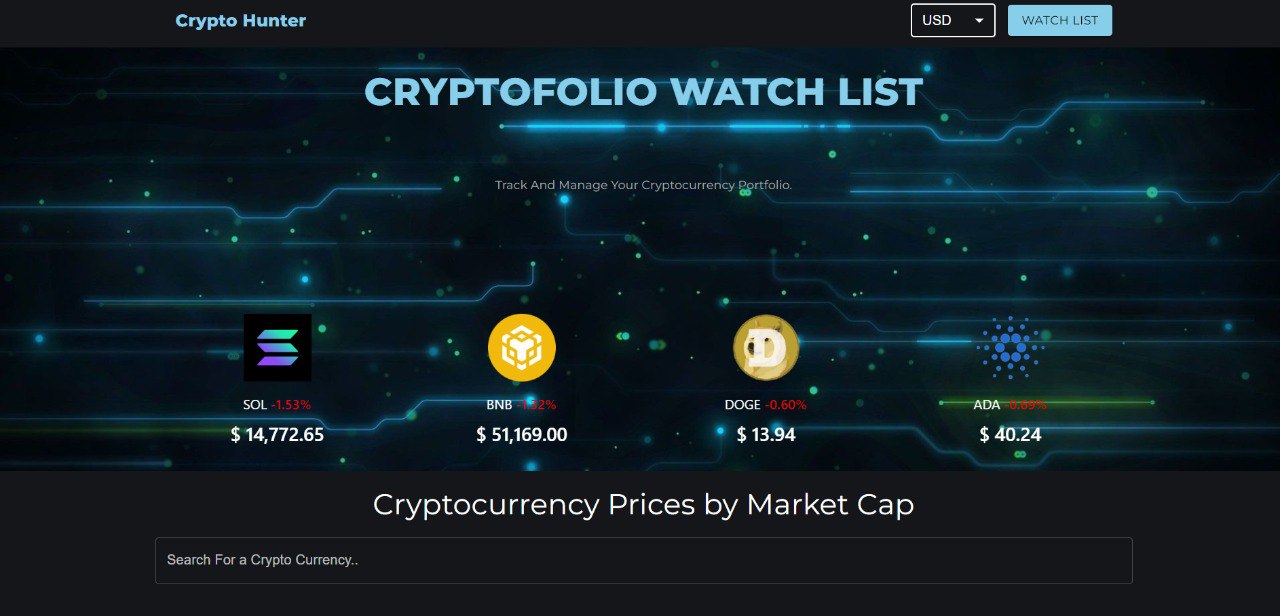 Crypto Hunter
USD
WATCH LIST
CRYPTOFOLIO WATCH LIST
Track And Manage Your Cryptocurrency Portfolio.
SOL -1.53%
BNB -1.32%
DOGE -0.60%
ADA -0.69%
$ 14,772.65
$ 51,169.00
$ 13.94
$ 40.24
Cryptocurrency Prices by Market Cap
Search For a Crypto Currency..